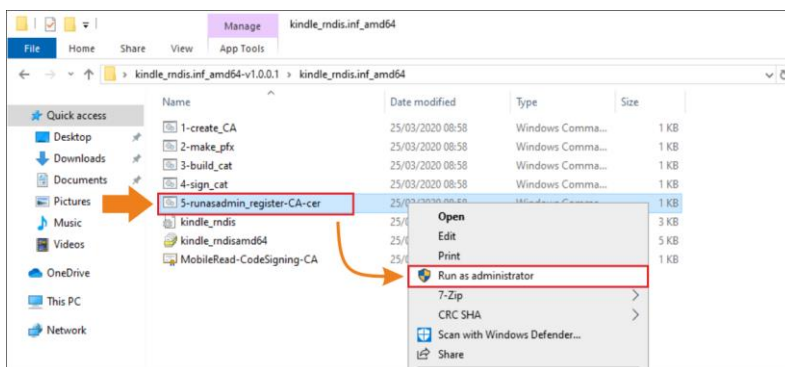 Manage kindle_rndis.inf_amd64
File Home Share View App Tools
kindle_rndis.inf_amd64-v1.0.0.1 > kindle_rndis.inf_amd64
Name Date modified Type Size
Quick access
Desktop
Downloads
Documents
Pictures
Music
Videos
OneDrive
This PC
Network
1-create_CA 25/03/2020 08:58 Windows Comma... 1 KB
2-make_pfx 25/03/2020 08:58 Windows Comma... 1 KB
3-build_cat 25/03/2020 08:58 Windows Comma... 1 KB
4-sign_cat 25/03/2020 08:58 Windows Comma... 1 KB
5-runasadmin_register-CA-cer 1 KB
kindle_rndis 3 KB
kindle_rndisamd64 5 KB
MobileRead-CodeSigning-CA 1 KB
Open
Edit
Print
Run as administrator
7-Zip
CRC SHA
Scan with Windows Defender...
Share